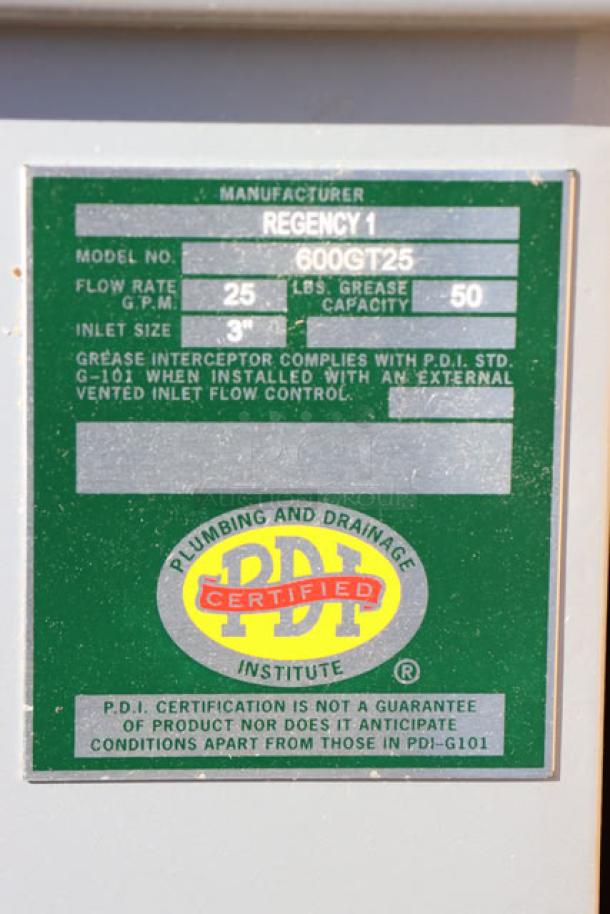 MANUFACTURER
REGENCY 1
MODEL NO. 600GT25
FLOW RATE G.P.M. 25 LBS. GREASE CAPACITY 50
INLET SIZE 3"
GREASE INTERCEPTOR COMPLIES WITH P.D.I. STD.
G-101 WHEN INSTALLED WITH AN EXTERNAL
VENTED INLET FLOW CONTROL.
AUCTION GROUP
PLUMBING AND DRAINAGE
PDI
CERTIFIED
INSTITUTE ®
P.D.I. CERTIFICATION IS NOT A GUARANTEE
OF PRODUCT NOR DOES IT ANTICIPATE
CONDITIONS APART FROM THOSE IN PDI-G101